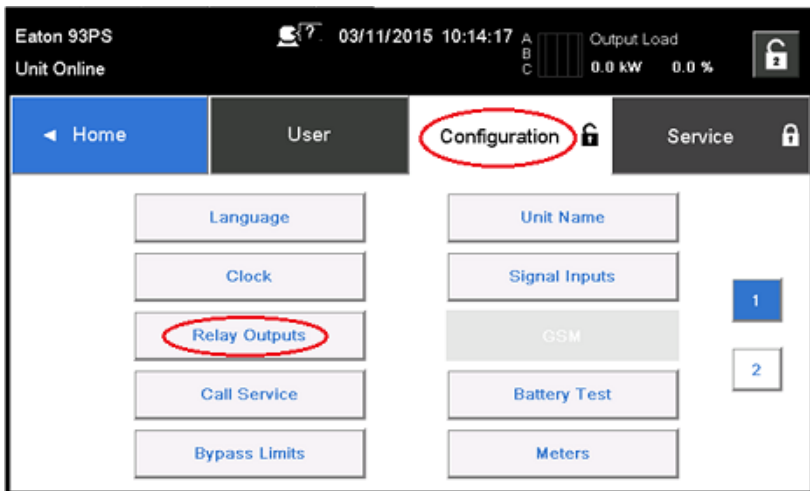 Eaton 93PS
Unit Online
? 03/11/2015 10:14:17
A
B
C
Output Load
0.0 kW 0.0 %
2
◄ Home
User
Configuration
Service
Language
Unit Name
Clock
Signal Inputs
1
Relay Outputs
GSM
2
Call Service
Battery Test
Bypass Limits
Meters